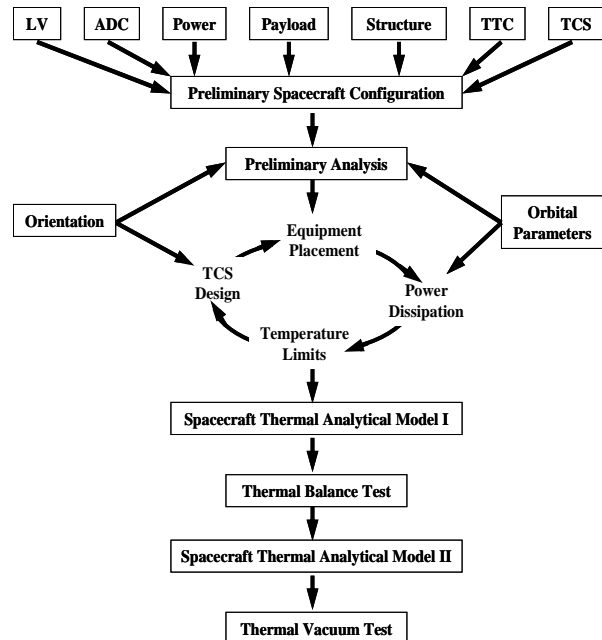 LV ADC Power Payload Structure TTC TCS
Preliminary Spacecraft Configuration
Preliminary Analysis
Orientation
Orbital
Parameters
Equipment
Placement
TCS
Design
Power
Dissipation
Temperature
Limits
Spacecraft Thermal Analytical Model I
Thermal Balance Test
Spacecraft Thermal Analytical Model II
Thermal Vacuum Test